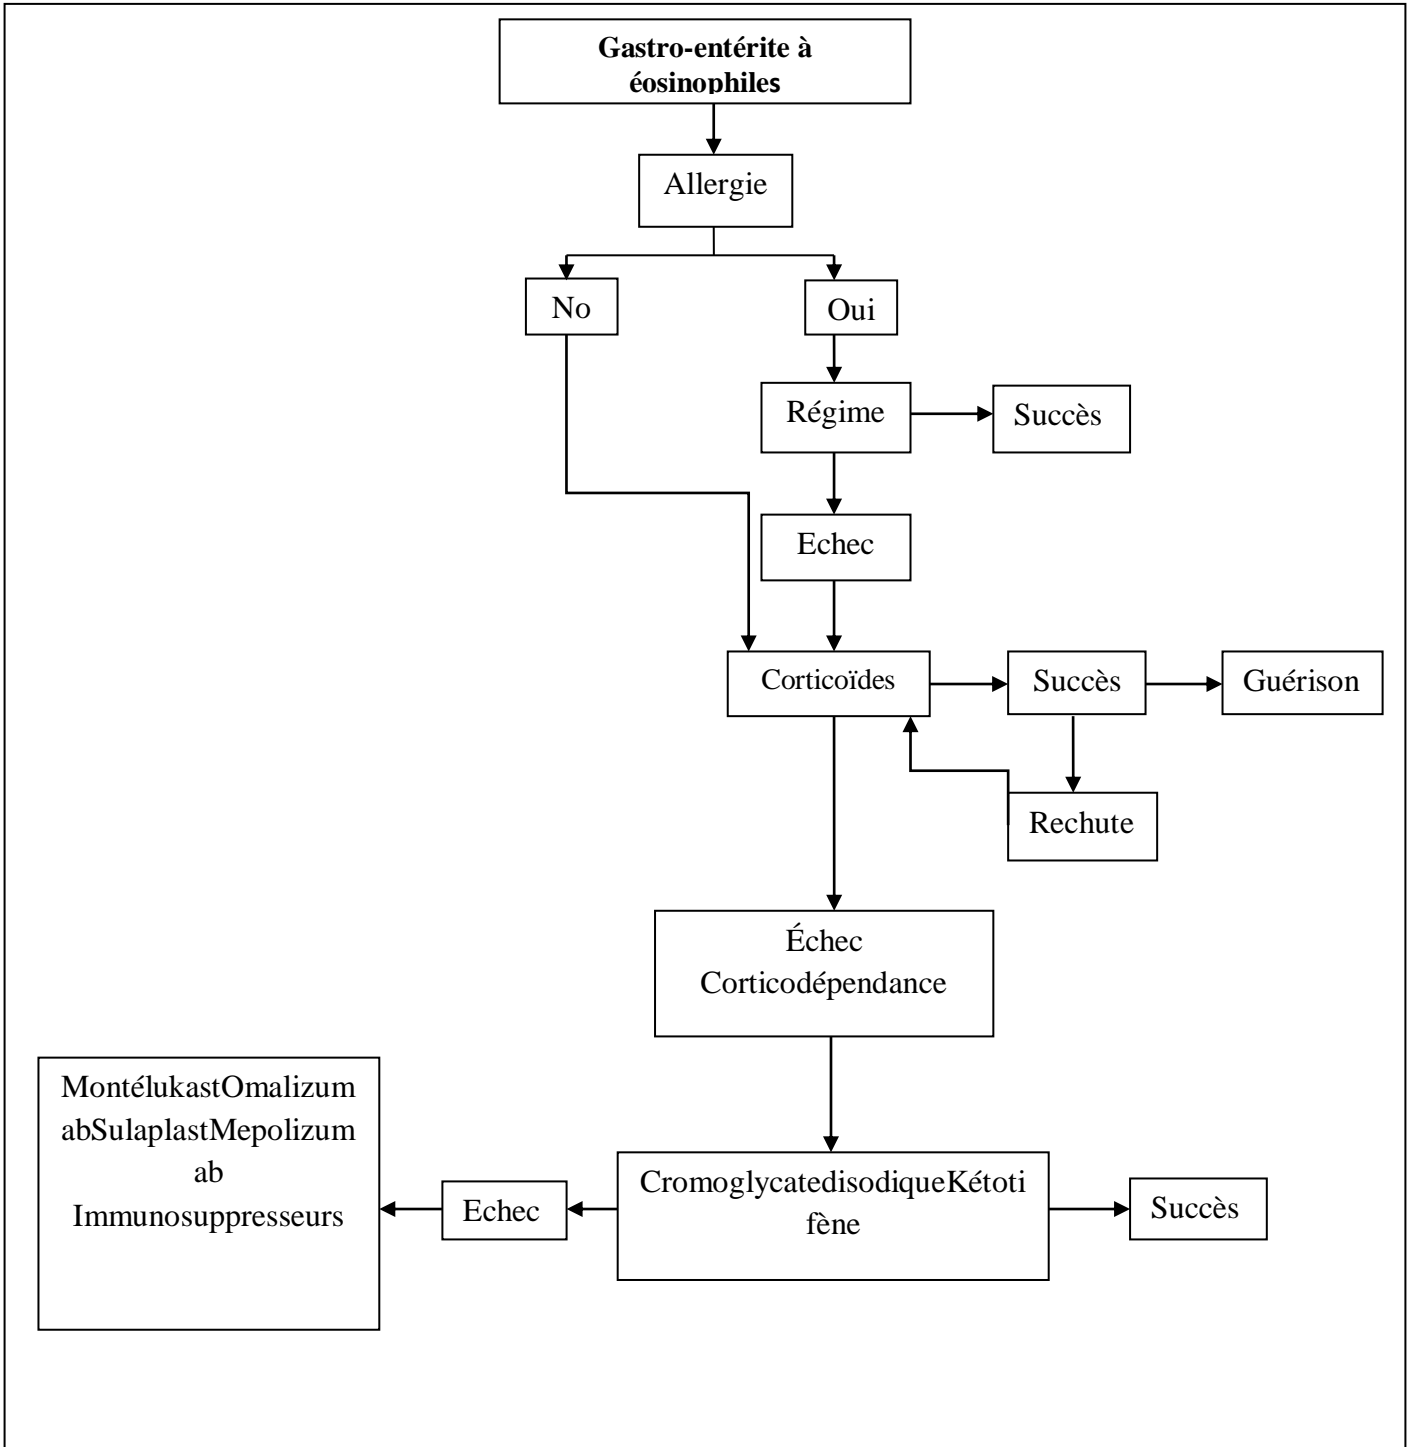 Gastro-entérite à
éosinophiles
Allergie
No
Oui
Régime
Succès
Echec
Corticoïdes
Succès
Guérison
Rechute
Échec
Corticodépendance
MontélukastOmalizum
abSulaplastMepolizum
ab
Immunosuppresseurs
Echec
CromoglycatedisodiqueKétoti
fène
Succès